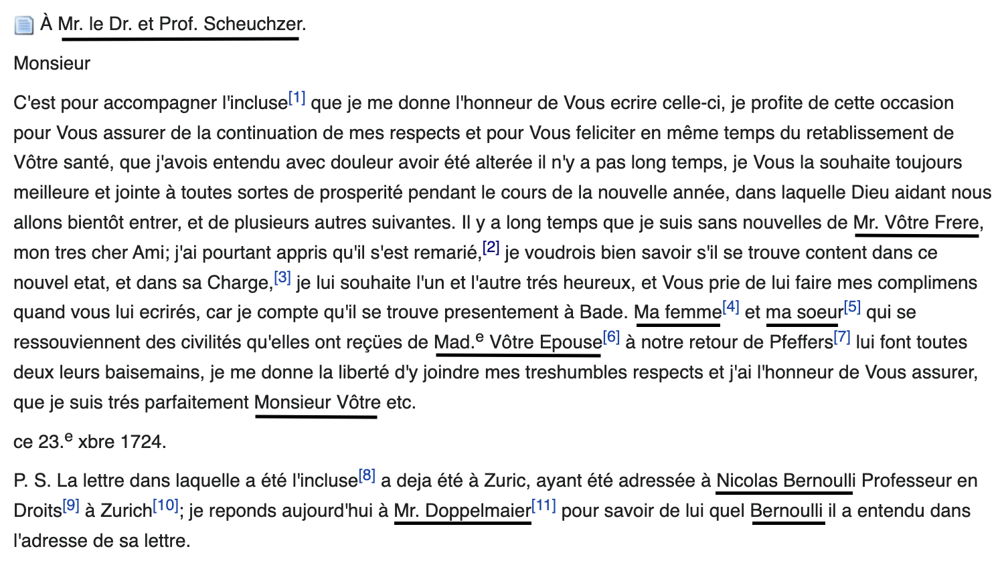 À Mr. le Dr. et Prof. Scheuchzer.
Monsieur
C'est pour accompagner l'incluse[1] que je me donne l'honneur de Vous ecrire celle-ci, je profite de cette occasion
pour Vous assurer de la continuation de mes respects et pour Vous feliciter en même temps du retablissement de
Vôtre santé, que j'avois entendu avec douleur avoir été alterée il n'y a pas long temps, je Vous la souhaite toujours
meilleure et jointe à toutes sortes de prosperité pendant le cours de la nouvelle année, dans laquelle Dieu aidant nous
allons bientôt entrer, et de plusieurs autres suivantes. Il y a long temps que je suis sans nouvelles de Mr. Vôtre Frere,
mon tres cher Ami; j'ai pourtant appris qu'il s'est remarié,[2] je voudrois bien savoir s'il se trouve content dans ce
nouvel etat, et dans sa Charge,[3] je lui souhaite l'un et l'autre trés heureux, et Vous prie de lui faire mes complimens
quand vous lui ecrirés, car je compte qu'il se trouve presentement à Bade. Ma femme[4] et ma soeur[5] qui se
ressouviennent des civilités qu'elles ont reçües de Mad.e Vôtre Epouse[6] à notre retour de Pfeffers[7] lui font toutes
deux leurs baisemains, je me donne la liberté d'y joindre mes treshumbles respects et j'ai l'honneur de Vous assurer,
que je suis trés parfaitement Monsieur Vôtre etc.
ce 23.e xbre 1724.
P. S. La lettre dans laquelle a été l'incluse[8] a deja été à Zuric, ayant été adressée à Nicolas Bernoulli Professeur en
Droits[9] à Zurich[10]; je reponds aujourd'hui à Mr. Doppelmaier[11] pour savoir de lui quel Bernoulli il a entendu dans
l'adresse de sa lettre.